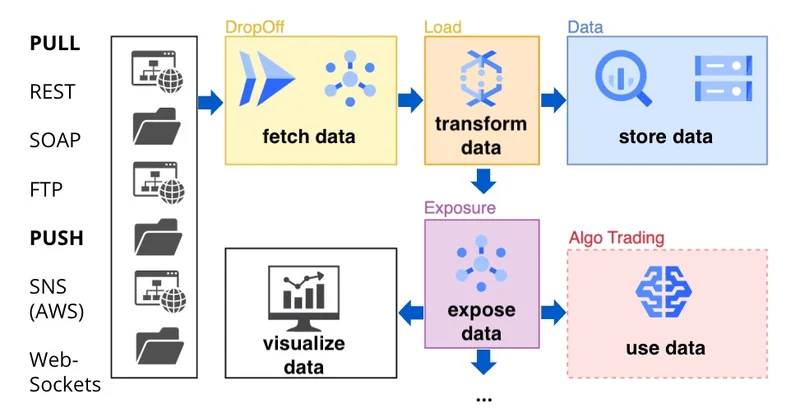 PULL
REST
SOAP
FTP
PUSH
SNS
(AWS)
Web-
Sockets
DropOff
fetch data
Load
transform
data
Data
store data
Exposure
expose
data
visualize
data
Algo Trading
use data
...